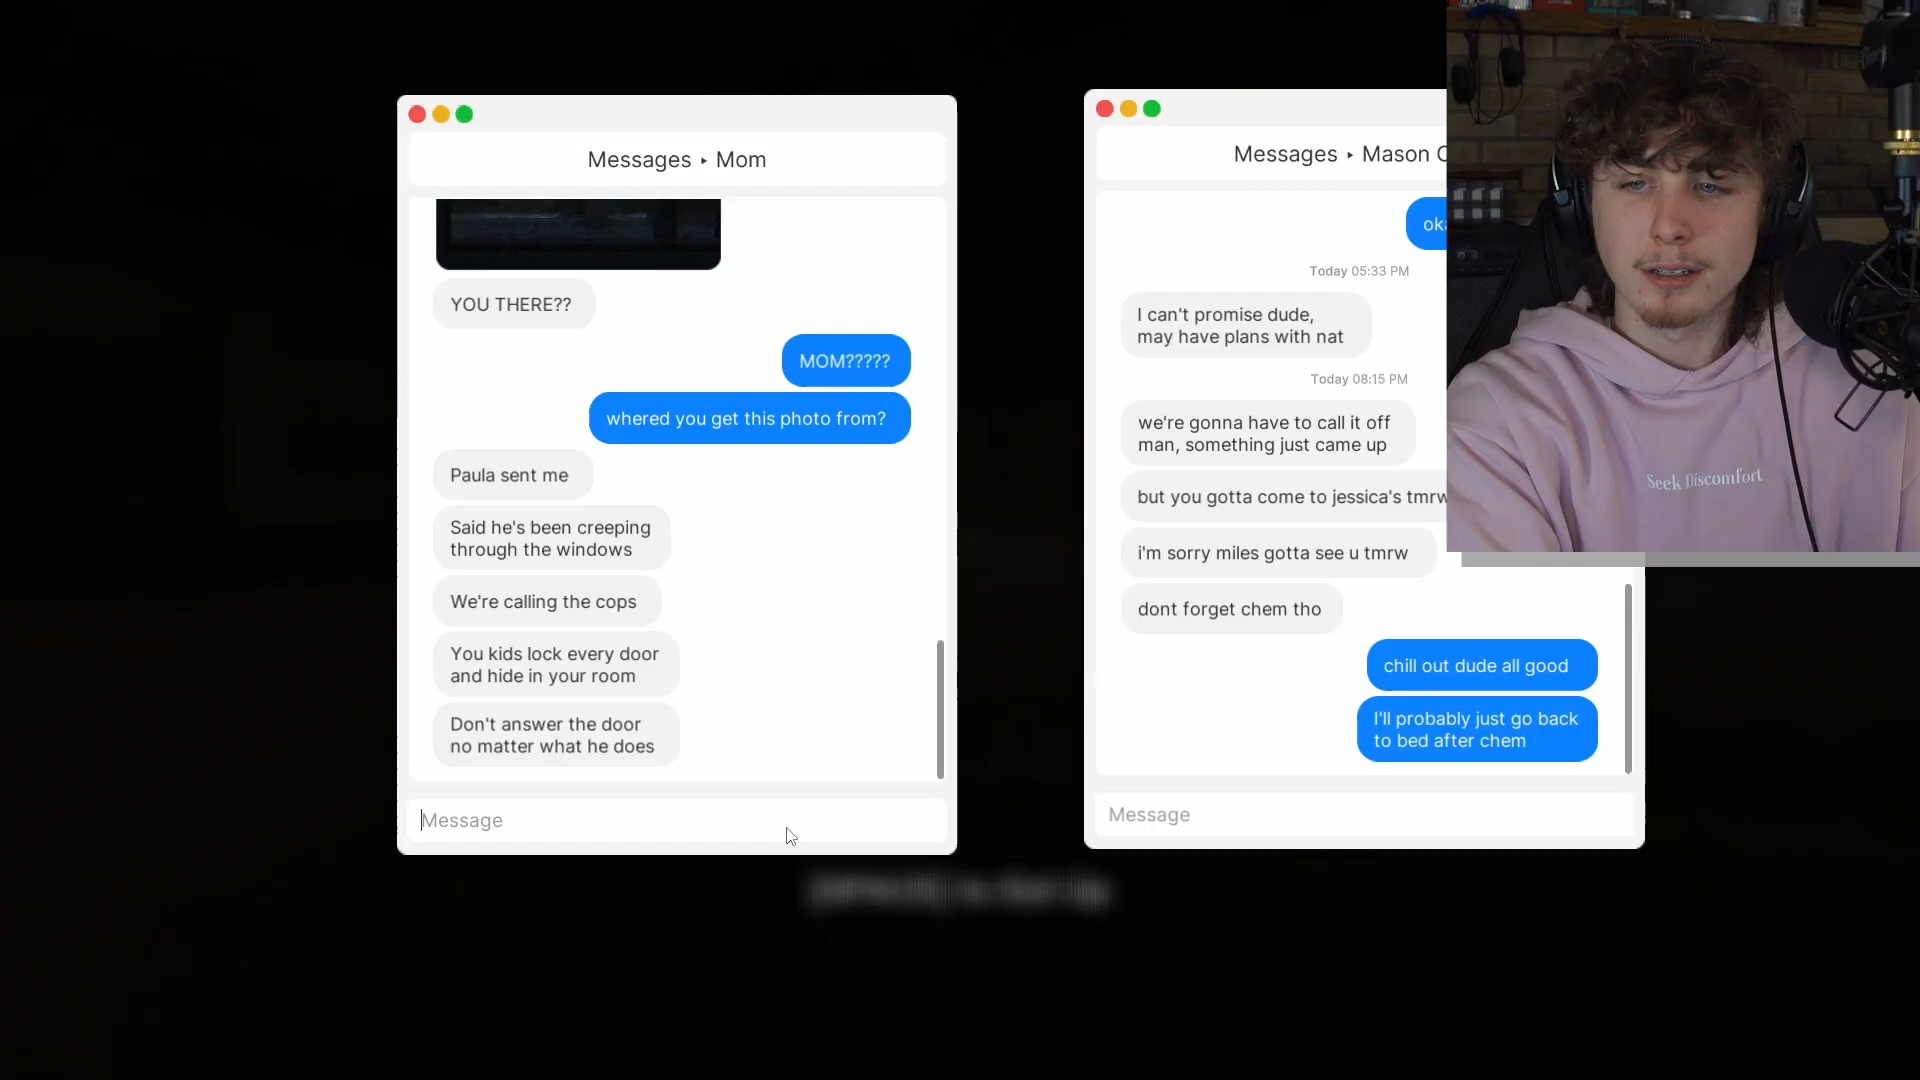 Messages ▸ Mom
YOU THERE??
MOM?????
whered you get this photo from?
Paula sent me
Said he's been creeping
through the windows
We're calling the cops
You kids lock every door
and hide in your room
Don't answer the door
no matter what he does
Message
Messages ▸ Mason
Today 05:33 PM
I can't promise dude,
may have plans with nat
Today 08:15 PM
we're gonna have to call it off
man, something just came up
but you gotta come to jessica's tmrw
i'm sorry miles gotta see u tmrw
dont forget chem tho
chill out dude all good
I'll probably just go back
to bed after chem
Message
Seek Discomfort